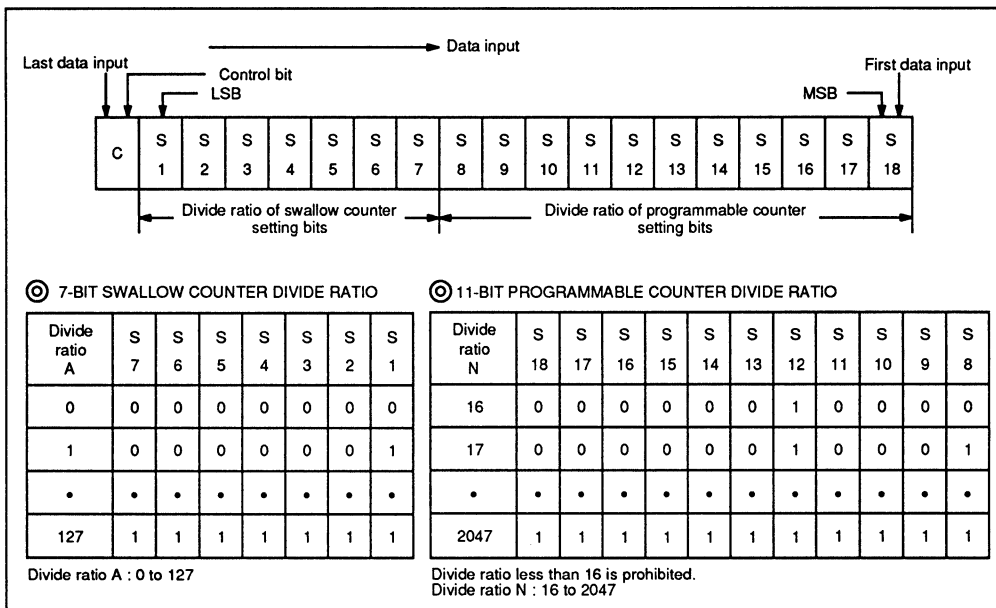 Data input
Last data input
First data input
Control bit
LSB
MSB
C S 1 S 2 S 3 S 4 S 5 S 6 S 7 S 8 S 9 S 10 S 11 S 12 S 13 S 14 S 15 S 16 S 17 S 18
Divide ratio of swallow counter
setting bits
Divide ratio of programmable counter
setting bits
7-BIT SWALLOW COUNTER DIVIDE RATIO
Divide
ratio
A
S 7 S 6 S 5 S 4 S 3 S 2 S 1
0 0 0 0 0 0 0 0
1 0 0 0 0 0 0 1
• • • • • • • •
127 1 1 1 1 1 1 1
Divide ratio A : 0 to 127
11-BIT PROGRAMMABLE COUNTER DIVIDE RATIO
Divide
ratio
N
S 18 S 17 S 16 S 15 S 14 S 13 S 12 S 11 S 10 S 9 S 8
16 0 0 0 0 0 0 1 0 0 0 0
17 0 0 0 0 0 0 1 0 0 0 1
• • • • • • • • • • • •
2047 1 1 1 1 1 1 1 1 1 1 1
Divide ratio less than 16 is prohibited.
Divide ratio N : 16 to 2047